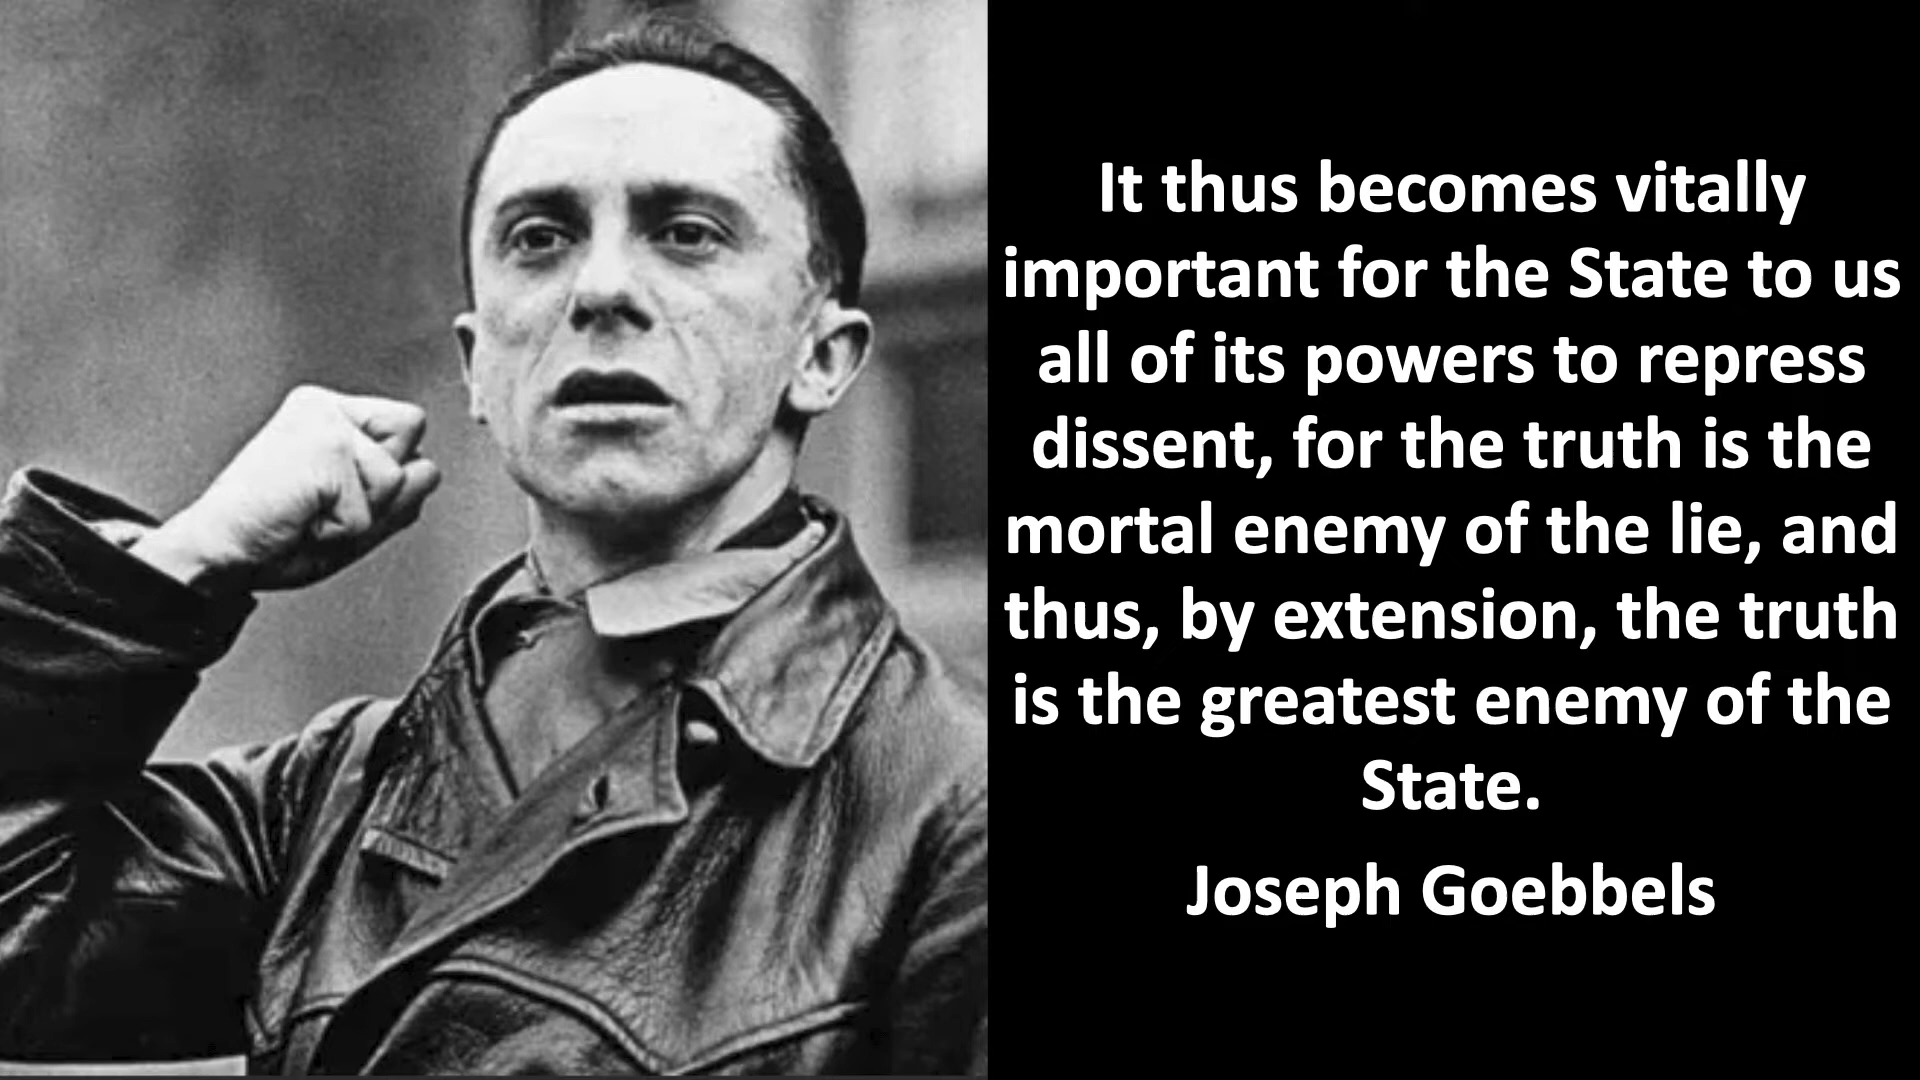 It thus becomes vitally
important for the State to us
all of its powers to repress
dissent, for the truth is the
mortal enemy of the lie, and
thus, by extension, the truth
is the greatest enemy of the
State.
Joseph Goebbels